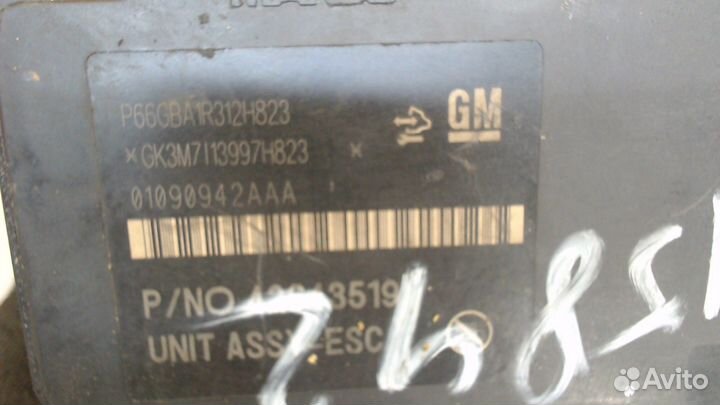 P66GBA1R312H823
GM
*GK3M7I13997H823 *
01090942AAA
P/NO
UNIT ASSY-ESC
Avito